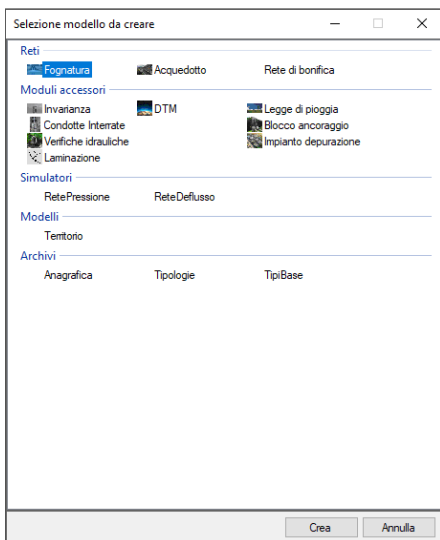 Selezione modello da creare
Reti
Fognatura Acquedotto Rete di bonifica
Moduli accessori
Invarianza DTM Legge di pioggia
Condotte Interrate Blocco ancoraggio
Verifiche idrauliche Impianto depurazione
Laminazione
Simulatori
RetePressione ReteDeflusso
Modelli
Territorio
Archivi
Anagrafica Tipologie TipiBase
Crea Annulla